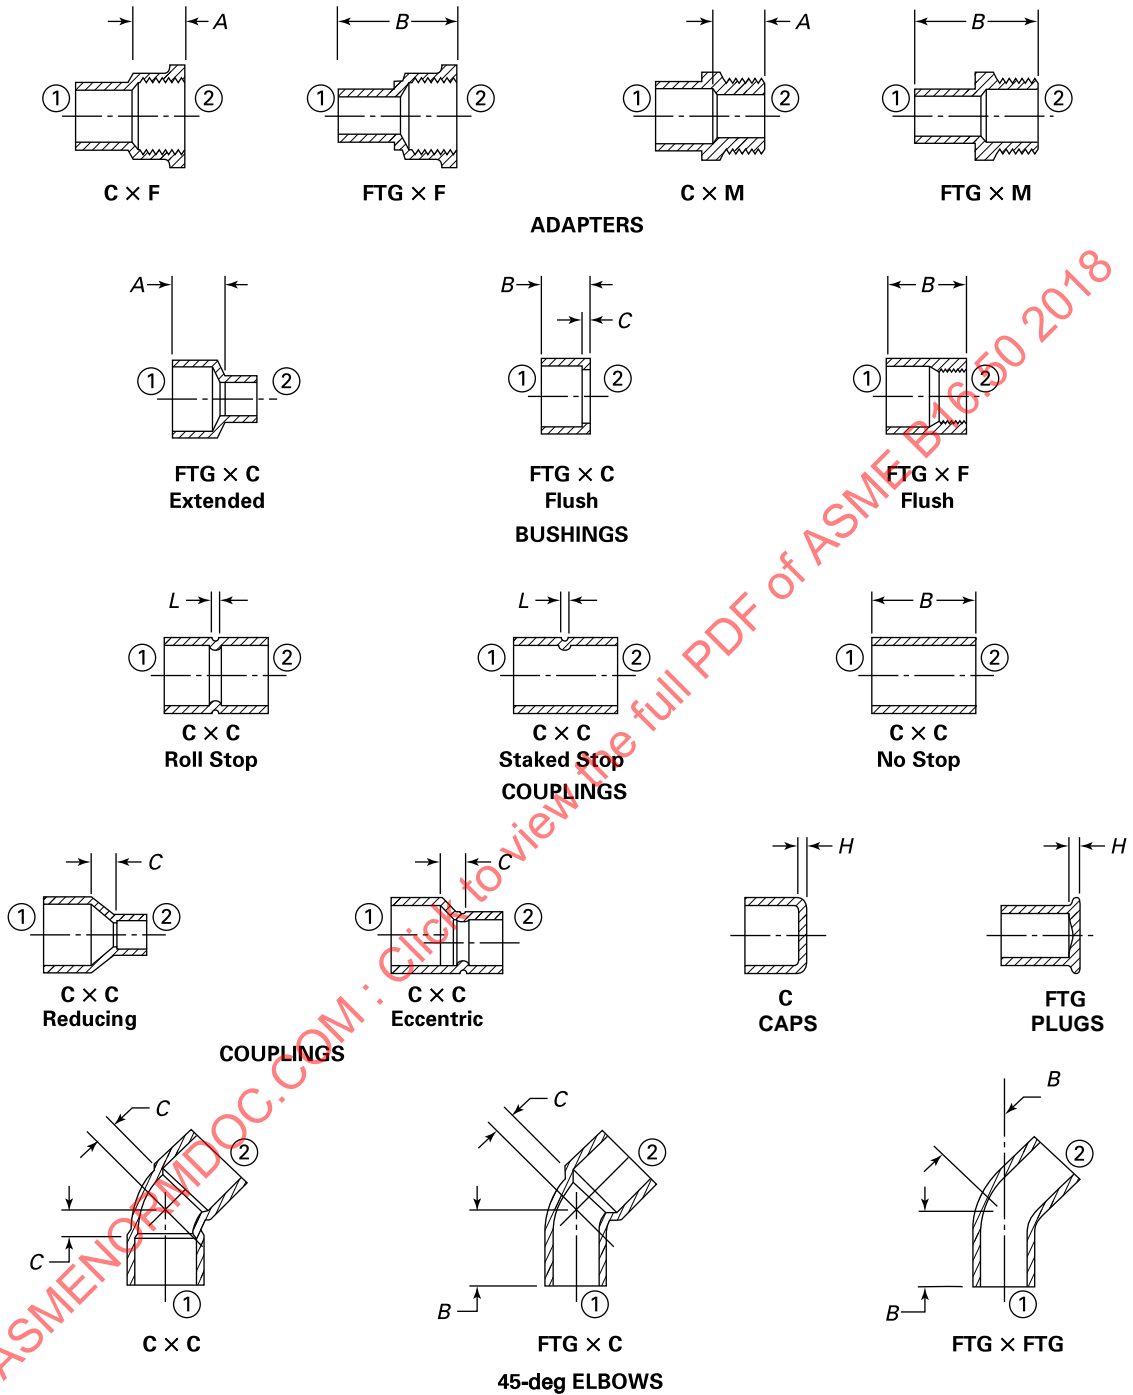 A B A B
1 2 1 2 1 2 1 2
C × F FTG × F C × M FTG × M
ADAPTERS
A B C B
1 2 1 2 1 2
FTG × C FTG × C FTG × F
Extended Flush Flush
BUSHINGS
L L B
1 2 1 2 1 2
C × C C × C C × C
Roll Stop Staked Stop No Stop
COUPLINGS
C C H H
1 2 1 2
C × C C × C C FTG
Reducing Eccentric CAPS PLUGS
COUPLINGS
C C B
2 2 2
C B B
1 1 1
C × C FTG × C FTG × FTG
45-deg ELBOWS
ASMENORMDOC.COM : Click to view the full PDF of ASME B16.50 2018